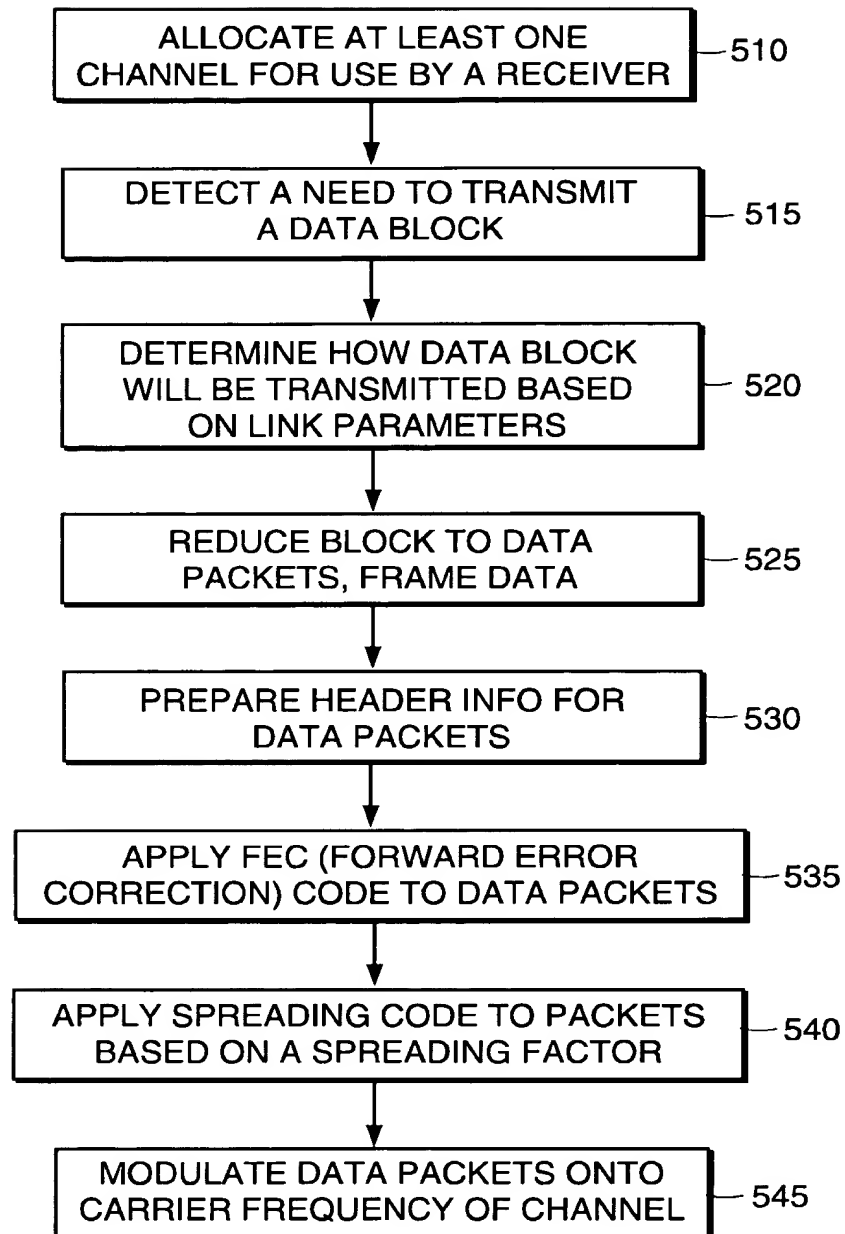 ALLOCATE AT LEAST ONE
CHANNEL FOR USE BY A RECEIVER
510
DETECT A NEED TO TRANSMIT
A DATA BLOCK
515
DETERMINE HOW DATA BLOCK
WILL BE TRANSMITTED BASED
ON LINK PARAMETERS
520
REDUCE BLOCK TO DATA
PACKETS, FRAME DATA
525
PREPARE HEADER INFO FOR
DATA PACKETS
530
APPLY FEC (FORWARD ERROR
CORRECTION) CODE TO DATA PACKETS
535
APPLY SPREADING CODE TO PACKETS
BASED ON A SPREADING FACTOR
540
MODULATE DATA PACKETS ONTO
CARRIER FREQUENCY OF CHANNEL
545